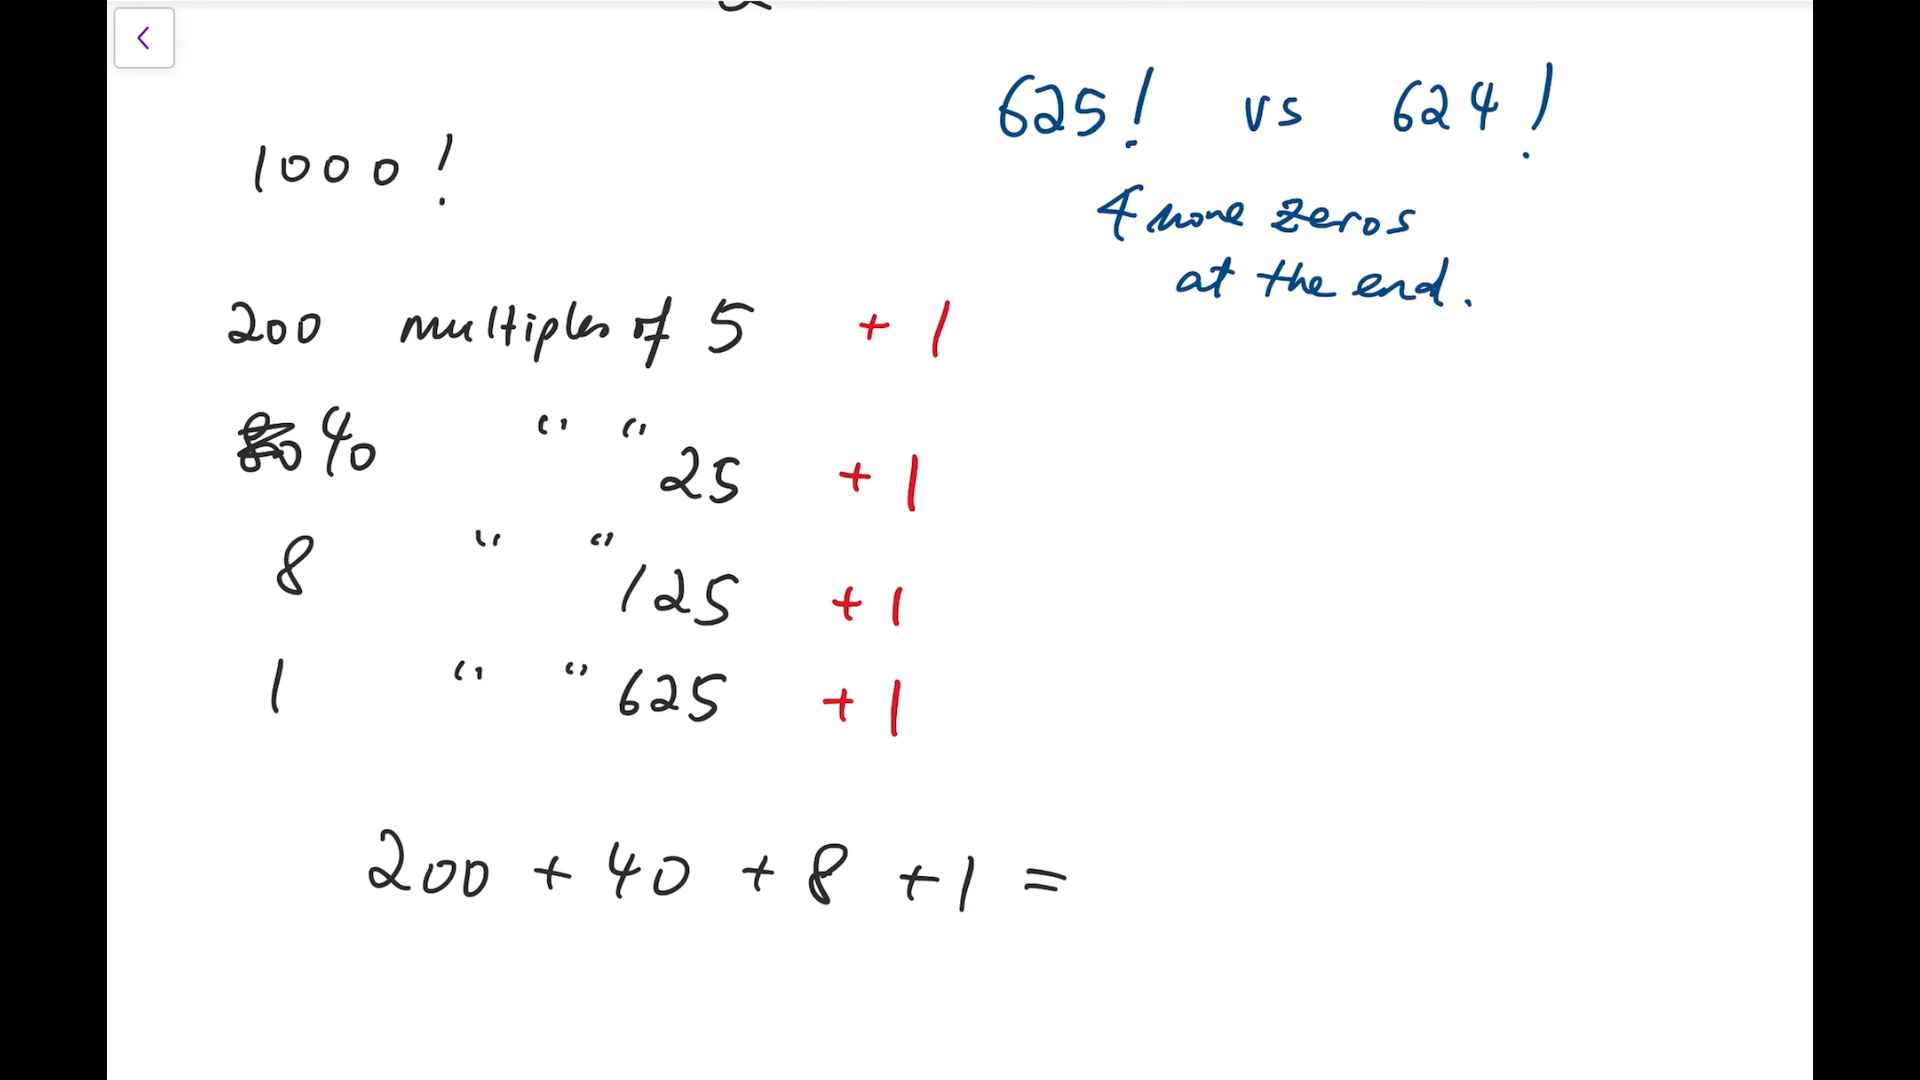 625! vs 624!
4 more zeros
at the end.
1000!
200 multiples of 5 + 1
40 " " 25 + 1
8 " " 125 + 1
1 " " 625 + 1
200 + 40 + 8 + 1 =